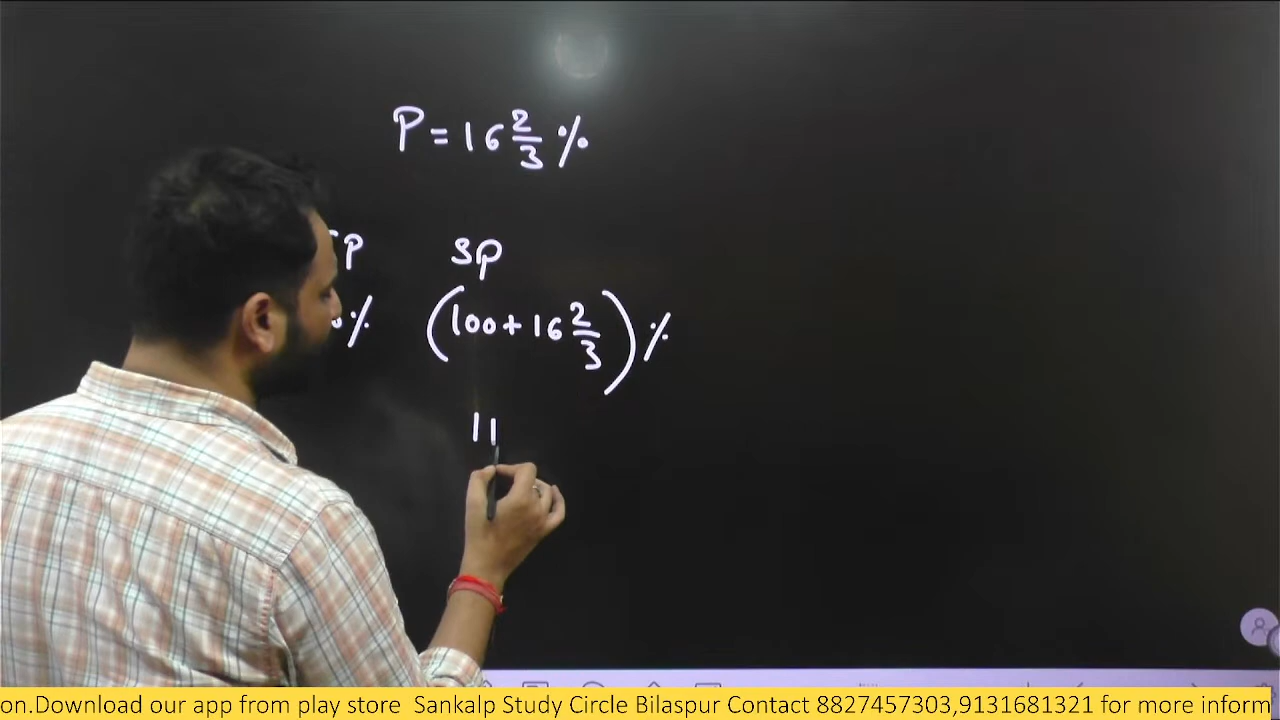 P = 16 2/3 %
P SP
% (100 + 16 2/3) %
11
on.Download our app from play store Sankalp Study Circle Bilaspur Contact 8827457303,9131681321 for more inform